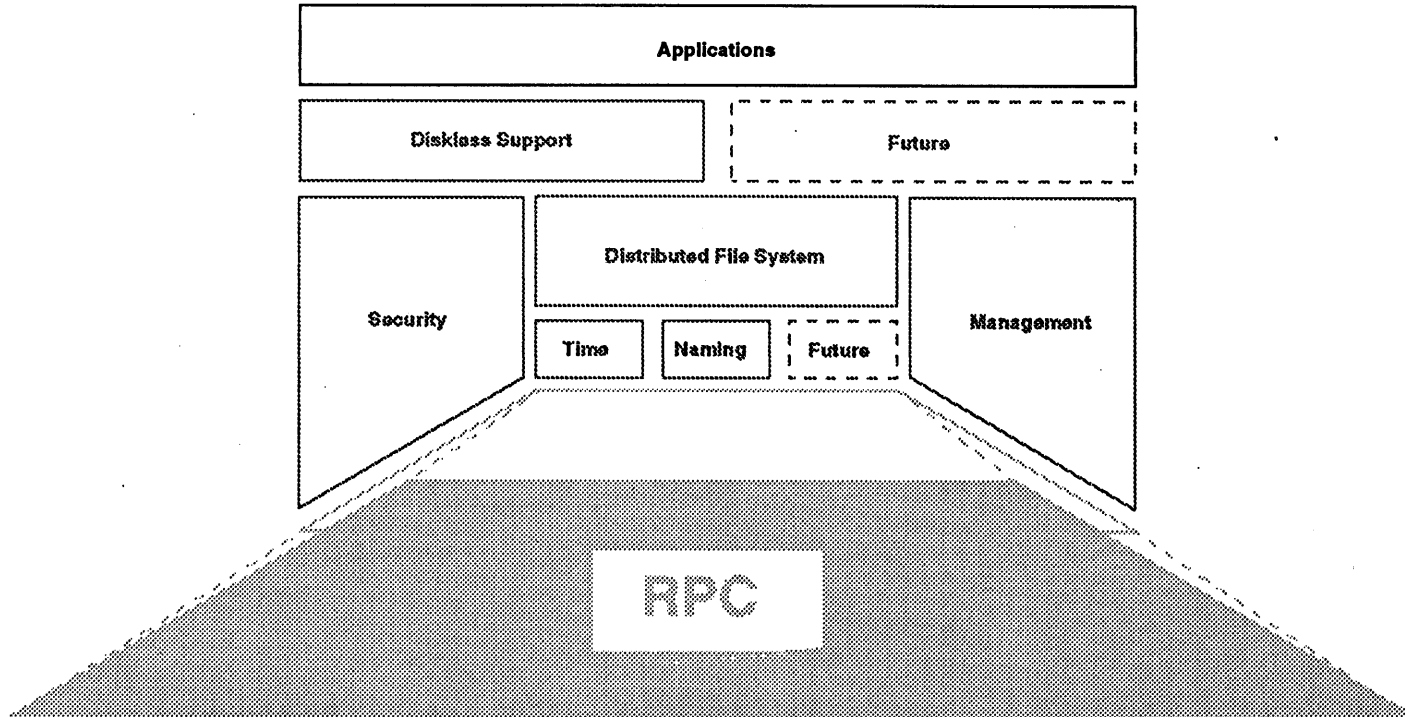 Applications
Diskless Support
Future
Distributed File System
Security
Management
Time
Naming
Future
RPC